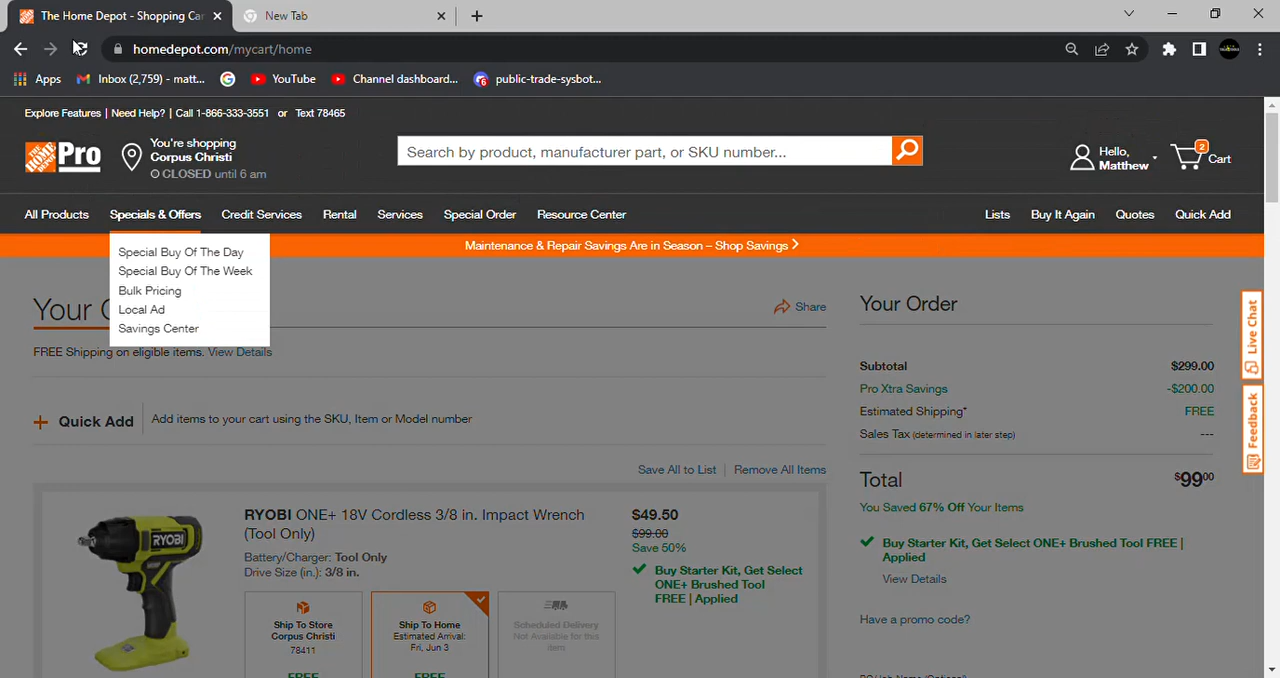 The Home Depot - Shopping Car
New Tab
homedepot.com/mycart/home
Apps
Inbox (2,759) - matt...
YouTube
Channel dashboard...
public-trade-sysbot...
Explore Features | Need Help? | Call 1-866-333-3551 or Text 78465
THE HOME DEPOT Pro
You're shopping
Corpus Christi
CLOSED until 6 am
Search by product, manufacturer part, or SKU number...
Hello,
Matthew
2
Cart
All Products
Specials & Offers
Credit Services
Rental
Services
Special Order
Resource Center
Lists
Buy It Again
Quotes
Quick Add
Maintenance & Repair Savings Are in Season – Shop Savings
Special Buy Of The Day
Special Buy Of The Week
Bulk Pricing
Local Ad
Savings Center
Your
Share
FREE Shipping on eligible items. View Details
Quick Add
Add items to your cart using the SKU, Item or Model number
Save All to List | Remove All Items
RYOBI
RYOBI ONE+ 18V Cordless 3/8 in. Impact Wrench
(Tool Only)
Battery/Charger: Tool Only
Drive Size (in.): 3/8 in.
Ship To Store
Corpus Christi
78411
FREE
Ship To Home
Estimated Arrival:
Fri, Jun 3
FREE
Scheduled Delivery
Not Available for this
item
$49.50
$99.00
Save 50%
Buy Starter Kit, Get Select
ONE+ Brushed Tool
FREE | Applied
Your Order
Subtotal
$299.00
Pro Xtra Savings
-$200.00
Estimated Shipping*
FREE
Sales Tax (determined in later step)
---
Total
$99.00
You Saved 67% Off Your Items
Buy Starter Kit, Get Select ONE+ Brushed Tool FREE |
Applied
View Details
Have a promo code?
Live Chat
Feedback